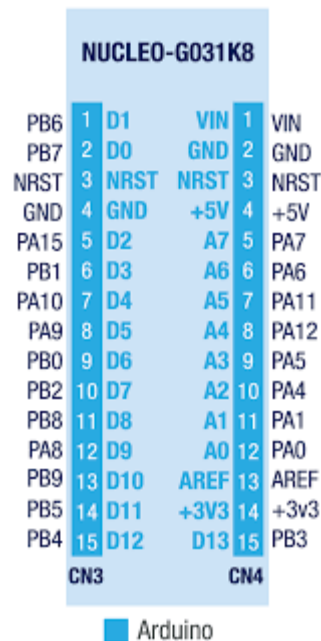 NUCLEO-G031K8
PB6 1 D1 VIN 1 VIN
PB7 2 D0 GND 2 GND
NRST 3 NRST NRST 3 NRST
GND 4 GND +5V 4 +5V
PA15 5 D2 A7 5 PA7
PB1 6 D3 A6 6 PA6
PA10 7 D4 A5 7 PA11
PA9 8 D5 A4 8 PA12
PB0 9 D6 A3 9 PA5
PB2 10 D7 A2 10 PA4
PB8 11 D8 A1 11 PA1
PA8 12 D9 A0 12 PA0
PB9 13 D10 AREF 13 AREF
PB5 14 D11 +3V3 14 +3v3
PB4 15 D12 D13 15 PB3
CN3 CN4
Arduino